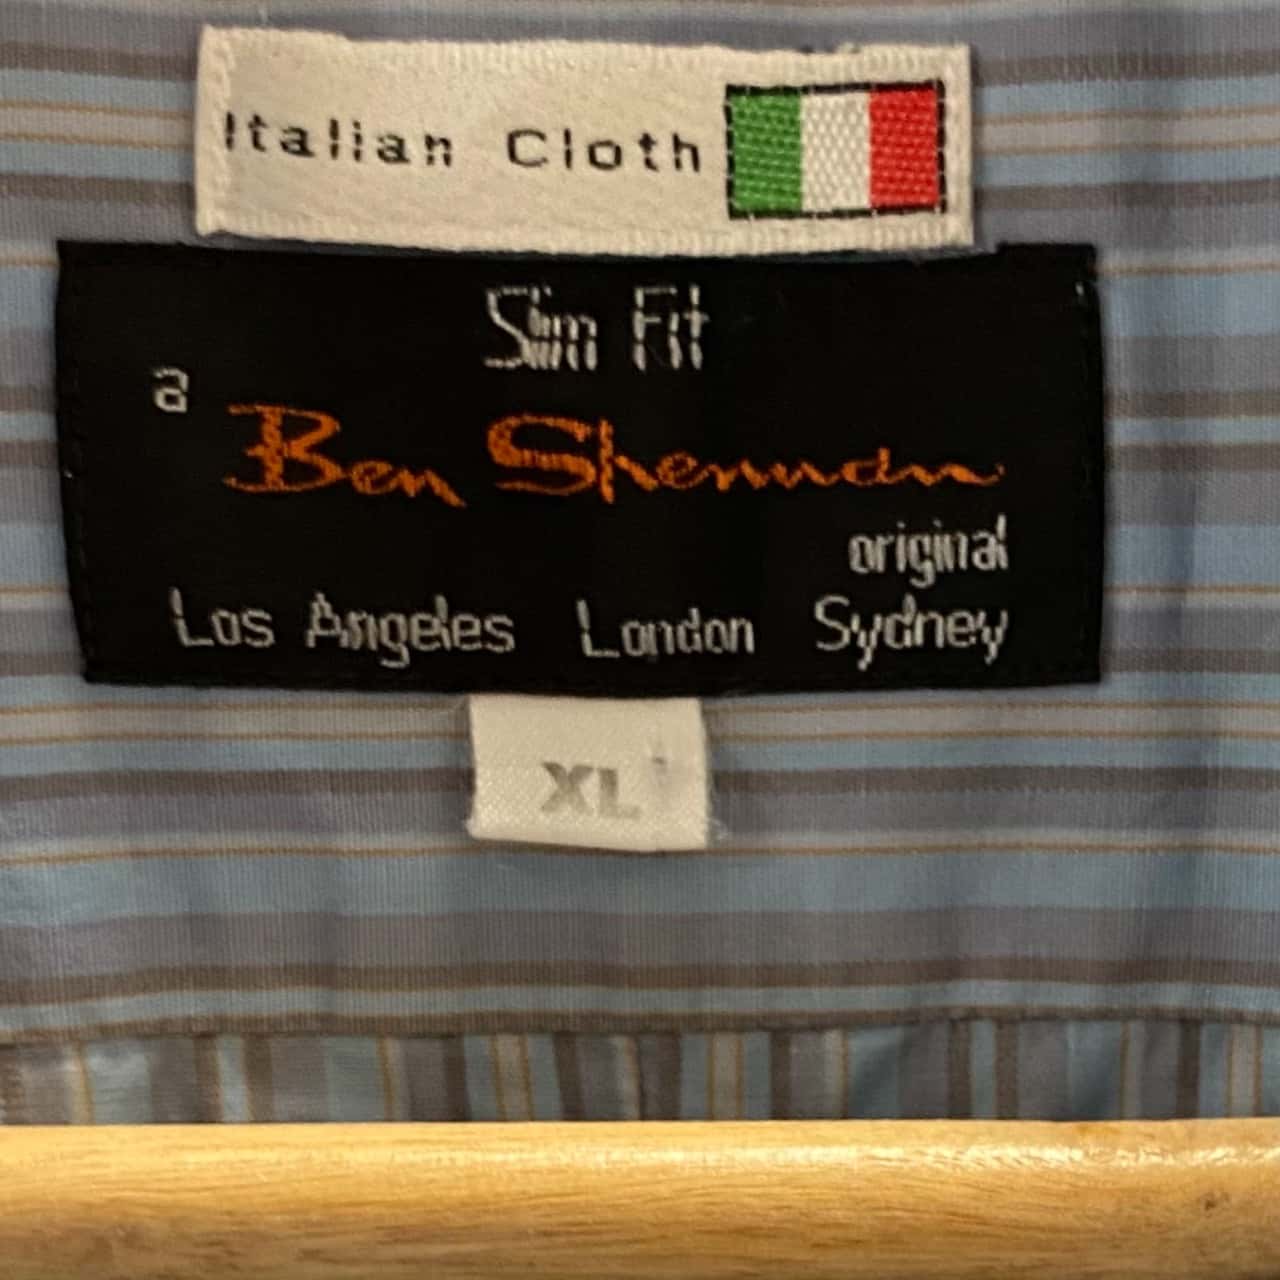 Italian Cloth
Slim Fit
a
Ben Sherman
original
Los Angeles London Sydney
XL